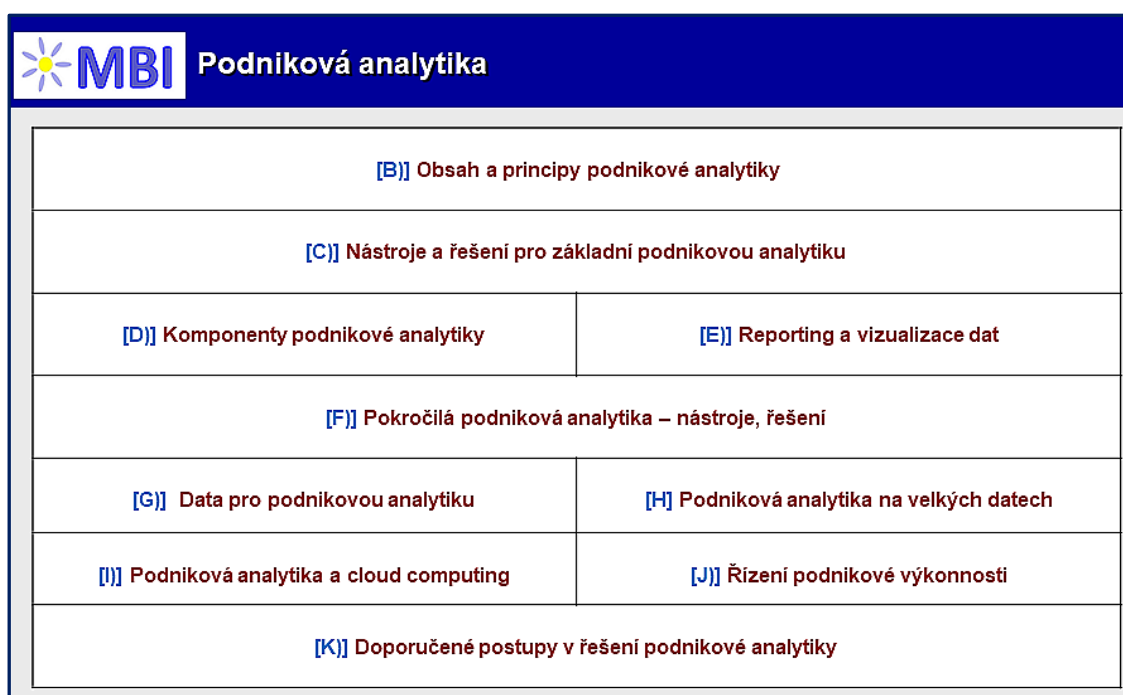 MBI Podniková analytika
[B)] Obsah a principy podnikové analytiky
[C)] Nástroje a řešení pro základní podnikovou analytiku
[D)] Komponenty podnikové analytiky
[E)] Reporting a vizualizace dat
[F)] Pokročilá podniková analytika – nástroje, řešení
[G)] Data pro podnikovou analytiku
[H] Podniková analytika na velkých datech
[I)] Podniková analytika a cloud computing
[J)] Řízení podnikové výkonnosti
[K)] Doporučené postupy v řešení podnikové analytiky